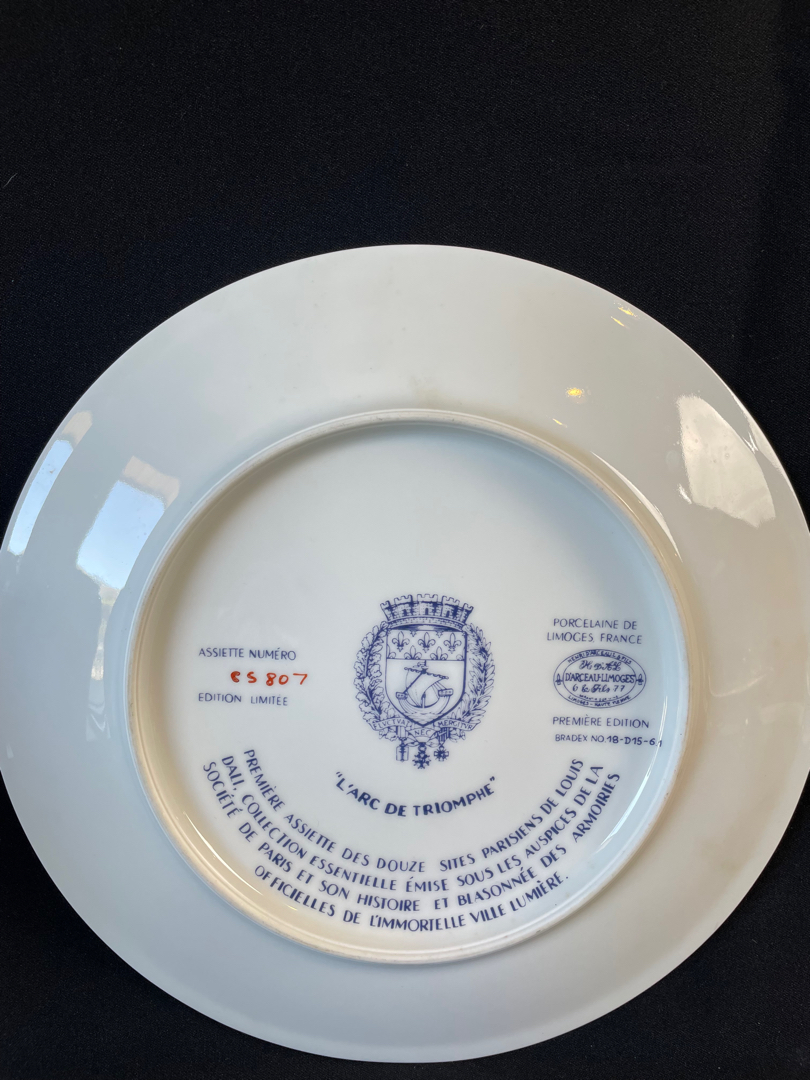 ASSIETTE NUMÉRO
CS 807
EDITION LIMITÉE
PORCELAINE DE
LIMOGES FRANCE
D'ARCEAU-LIMOGES
PREMIÈRE EDITION
BRADEX NO 18-D15-6.1
NEC
"L'ARC DE TRIOMPHE"
PREMIÈRE ASSIETTE DES DOUZE SITES PARISIENS DE LOUIS
DALI, COLLECTION ESSENTIELLE ÉMISE SOUS LES AUSPICES DE LA
SOCIÉTÉ DE PARIS ET SON HISTOIRE ET BLASONNÉE DES ARMOIRIES
OFFICIELLES DE L'IMMORTELLE VILLE LUMIÈRE.